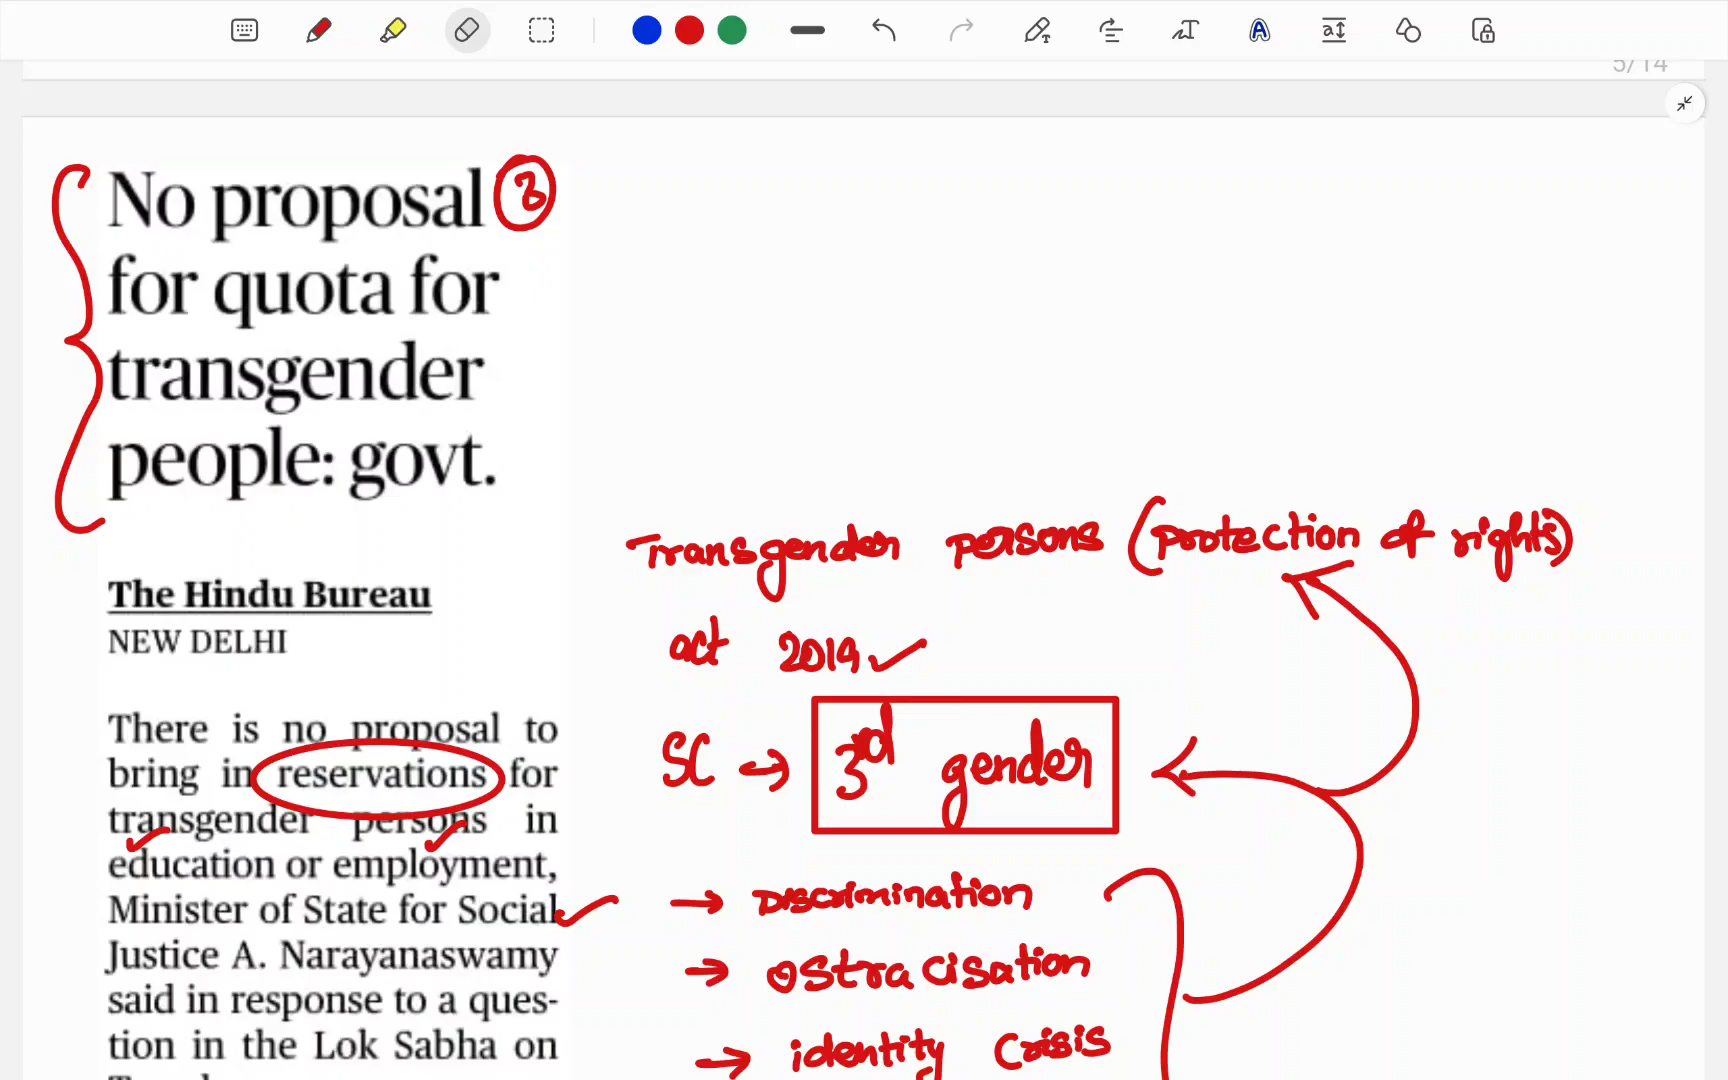 5/14
No proposal 3
for quota for
transgender
people: govt.
The Hindu Bureau
NEW DELHI
There is no proposal to
bring in reservations for
transgender persons in
education or employment,
Minister of State for Social
Justice A. Narayanaswamy
said in response to a ques-
tion in the Lok Sabha on
Transgender persons (protection of rights)
act 2019
SC → 3rd gender
→ Discrimination
→ ostracisation
→ identity crisis